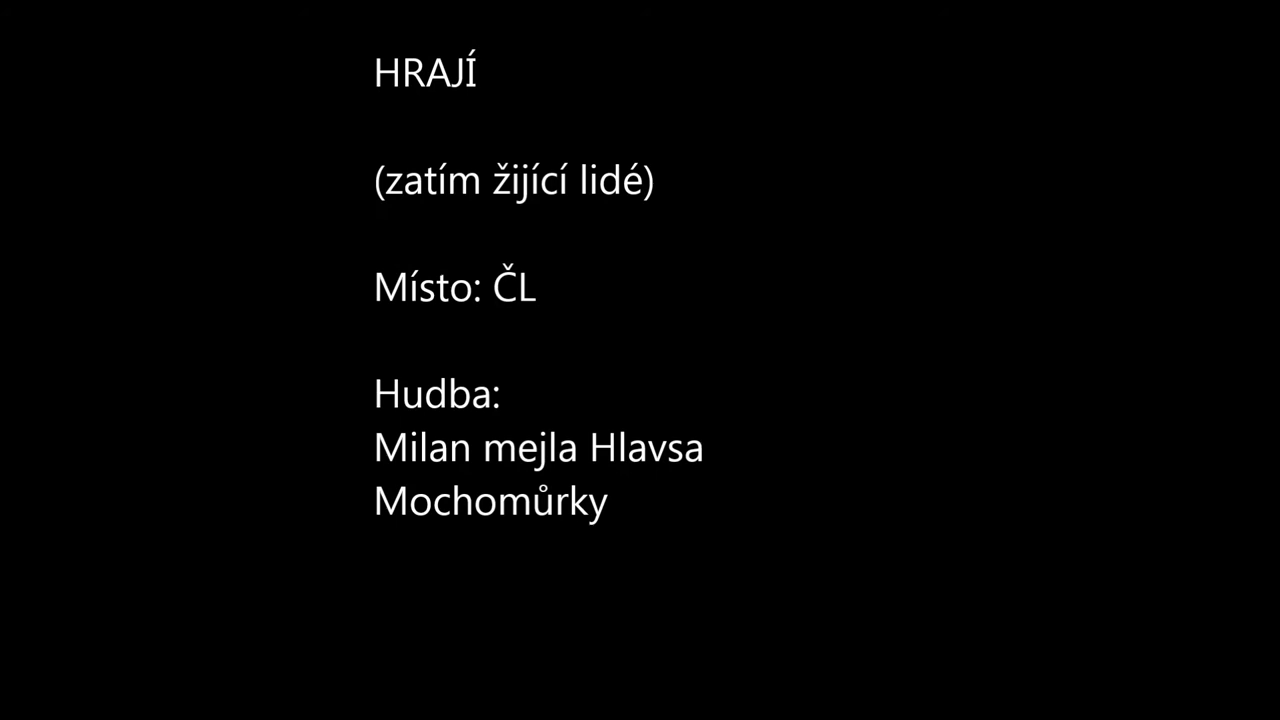 HRAJÍ
(zatím žijící lidé)
Místo: ČL
Hudba:
Milan mejla Hlavsa
Mochomůrky